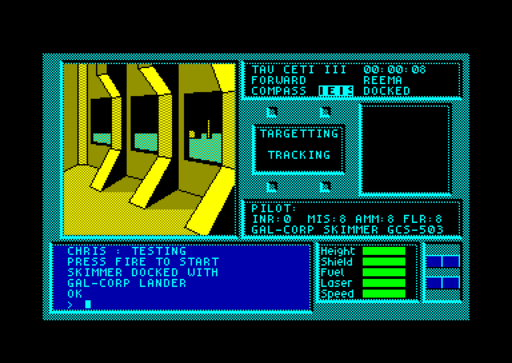 TAU CETI III 00:00:08
FORWARD REEMA
COMPASS DOCKED
TARGETTING
TRACKING
PILOT:
INR:0 MIS:8 AMM:8 FLR:8
GAL-CORP SKIMMER GCS-503
CHRIS : TESTING
PRESS FIRE TO START
SKIMMER DOCKED WITH
GAL-CORP LANDER
OK
>
Height
Shield
Fuel
Laser
Speed